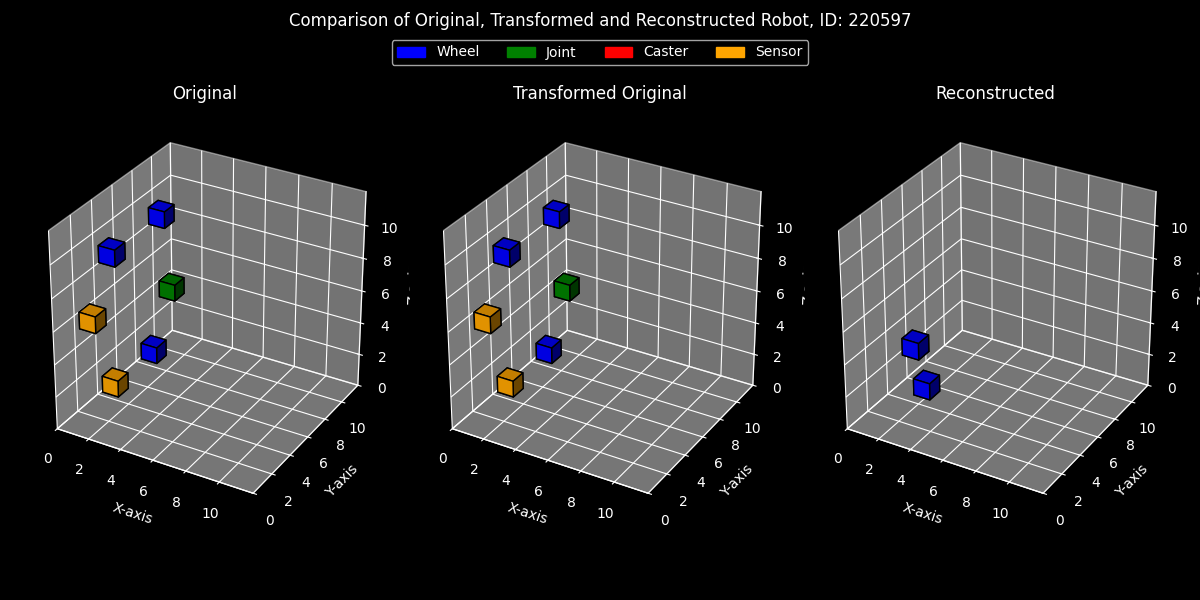 Comparison of Original, Transformed and Reconstructed Robot, ID: 220597
Wheel Joint Caster Sensor
Original Transformed Original Reconstructed
10 10 10
8 8 8
6 6 6
4 4 4
2 2 2
0 0 0
10 10 10
8 8 8
0 6 0 6 0 6
2 4 2 4 2 4
4 2 4 2 4 2
6 0 6 0 6 0
8 8 8
10 10 10
X-axis Y-axis X-axis Y-axis X-axis Y-axis